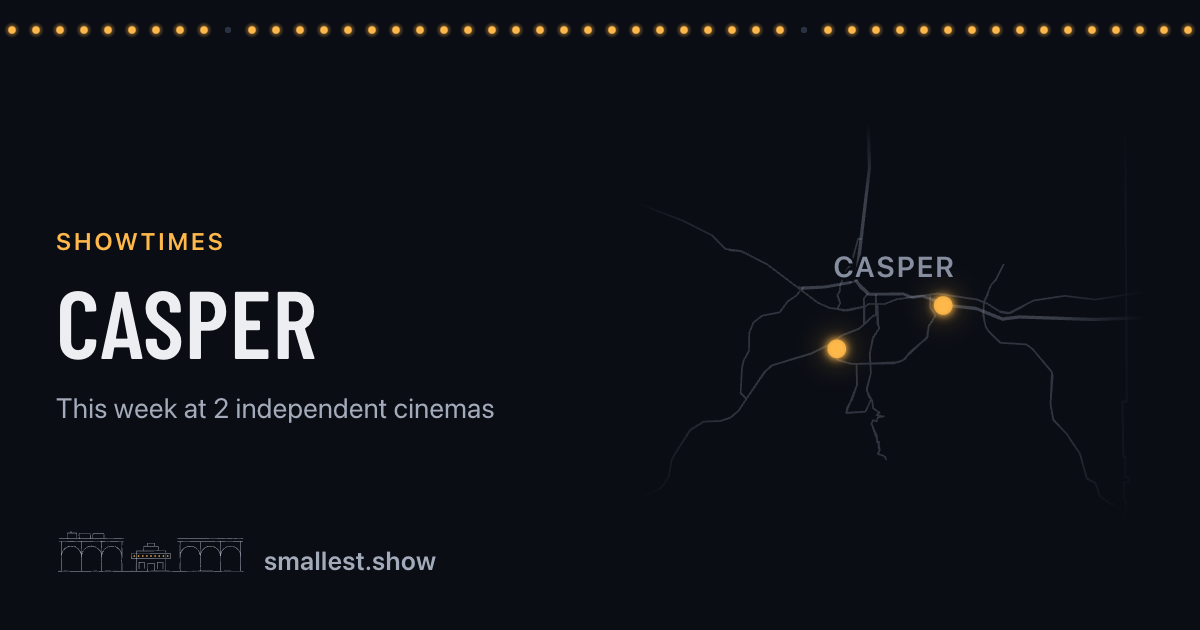 SHOWTIMES
CASPER
This week at 2 independent cinemas
CASPER
smallest.show